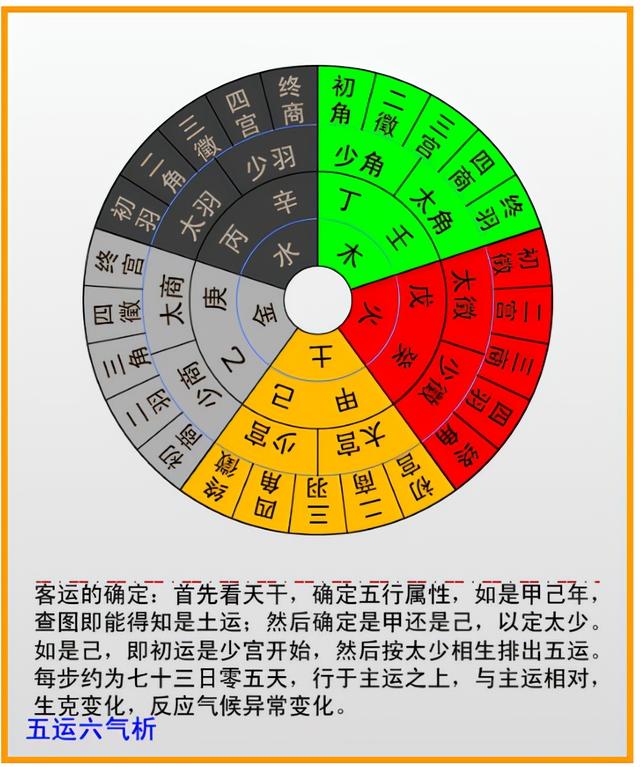 初角
二徵
三宫
四商
终羽
少角
太角
丁
壬
木
初徵
二宫
三商
四羽
终角
太徵
少徵
戊
癸
火
初宫
二商
三羽
四角
终徵
太宫
少宫
甲
己
土
初商
二羽
三角
四徵
终宫
少商
太商
乙
庚
金
初羽
二角
三徵
四宫
终商
太羽
少羽
丙
辛
水
客运的确定：首先看天干，确定五行属性，如是甲己年，
查图即能得知是土运；然后确定是甲还是己，以定太少。
如是己，即初运是少宫开始，然后按太少相生排出五运。
每步约为七十三日零五天，行于主运之上，与主运相对，
生克变化，反应气候异常变化。
五运六气析